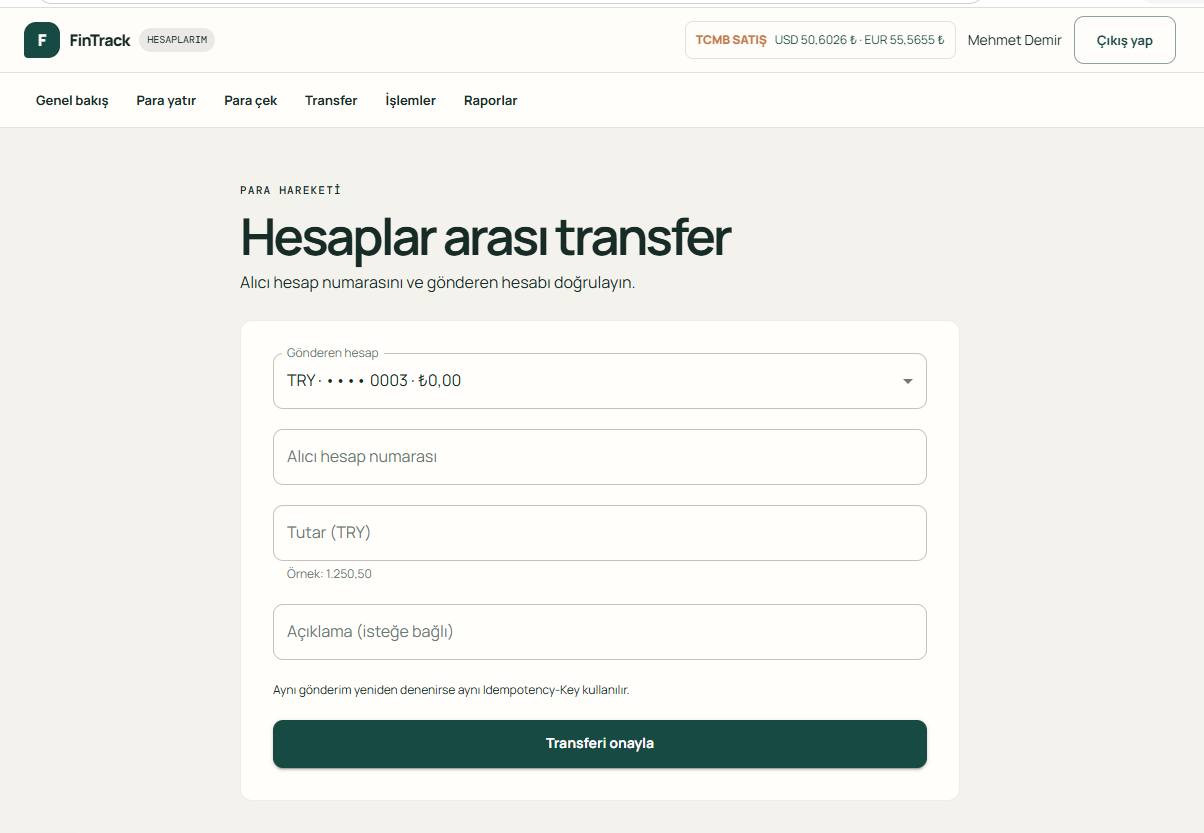 F FinTrack HESAPLARIM TCMB SATIŞ USD 50,6026 ₺ · EUR 55,5655 ₺ Mehmet Demir Çıkış yap
Genel bakış Para yatır Para çek Transfer İşlemler Raporlar
PARA HAREKETİ
Hesaplar arası transfer
Alıcı hesap numarasını ve gönderen hesabı doğrulayın.
Gönderen hesap
TRY · •••• 0003 · ₺0,00
Alıcı hesap numarası
Tutar (TRY)
Örnek: 1.250,50
Açıklama (isteğe bağlı)
Aynı gönderim yeniden denenirse aynı Idempotency-Key kullanılır.
Transferi onayla